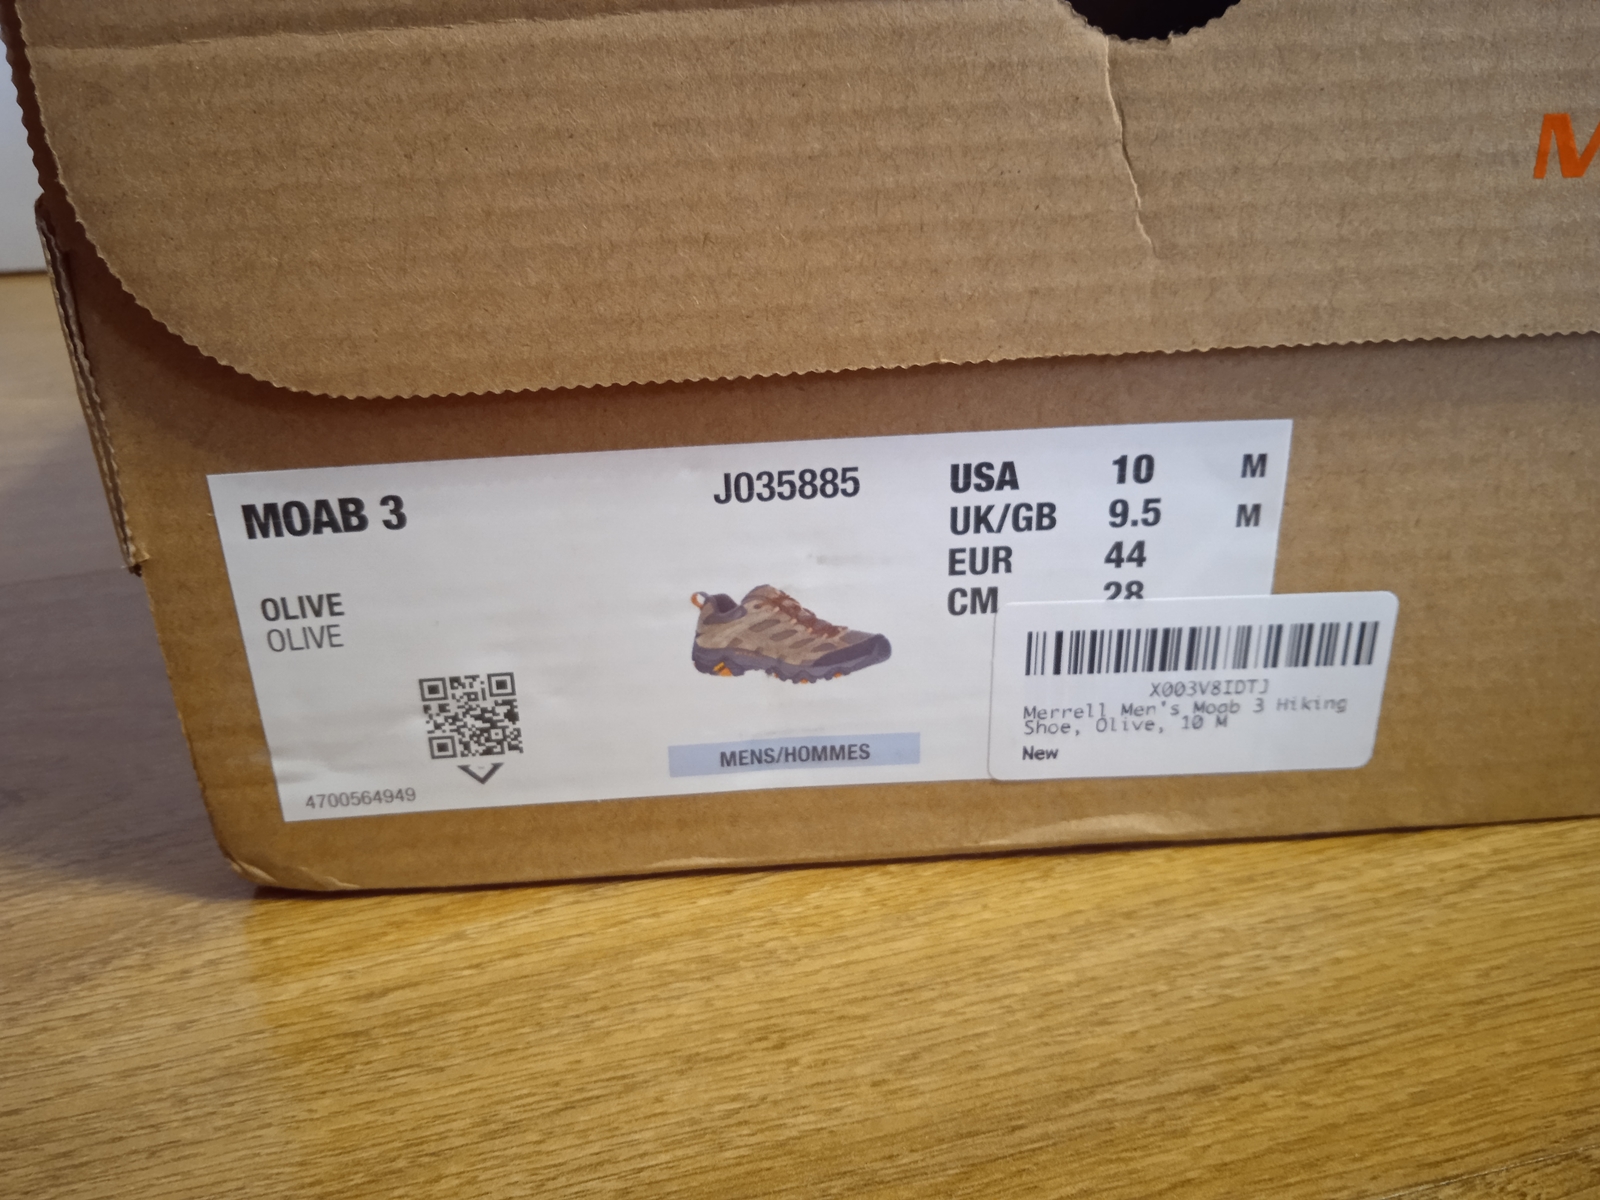 M
MOAB 3
J035885
USA 10 M
UK/GB 9.5 M
EUR 44
CM 28
OLIVE
OLIVE
MENS/HOMMES
4700564949
X003V8IDTJ
Merrell Men's Moab 3 Hiking
Shoe, Olive, 10 M
New